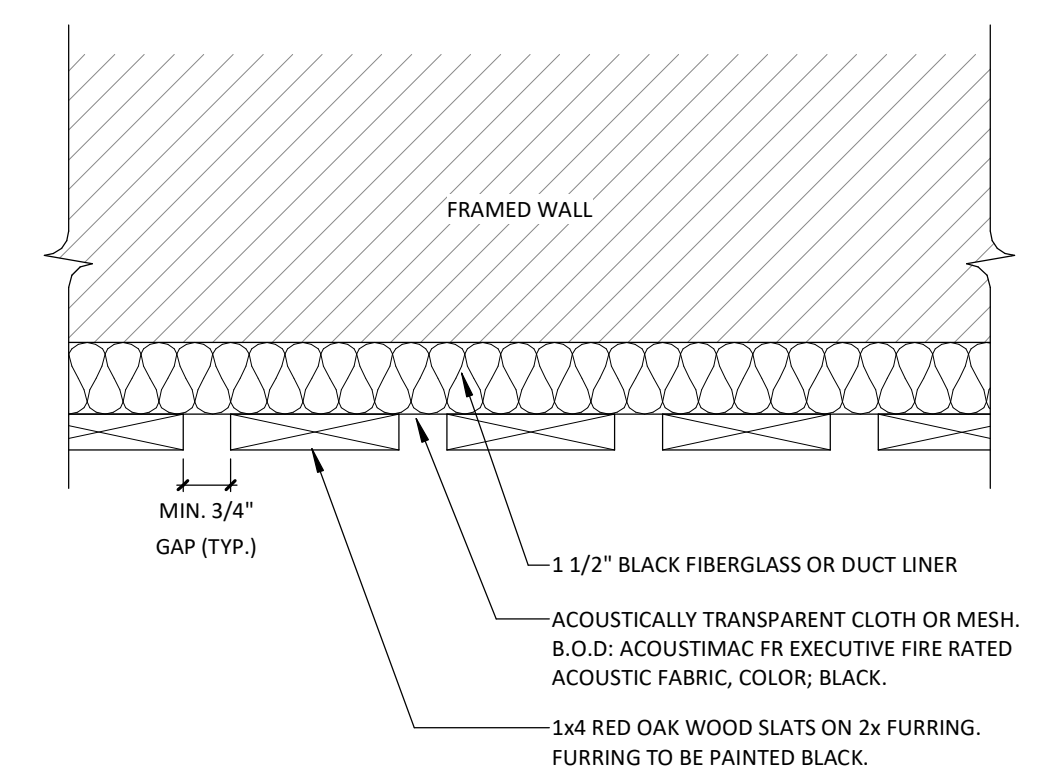 FRAMED WALL
MIN. 3/4"
GAP (TYP.)
1 1/2" BLACK FIBERGLASS OR DUCT LINER
ACOUSTICALLY TRANSPARENT CLOTH OR MESH.
B.O.D: ACOUSTIMAC FR EXECUTIVE FIRE RATED
ACOUSTIC FABRIC, COLOR; BLACK.
1x4 RED OAK WOOD SLATS ON 2x FURRING.
FURRING TO BE PAINTED BLACK.